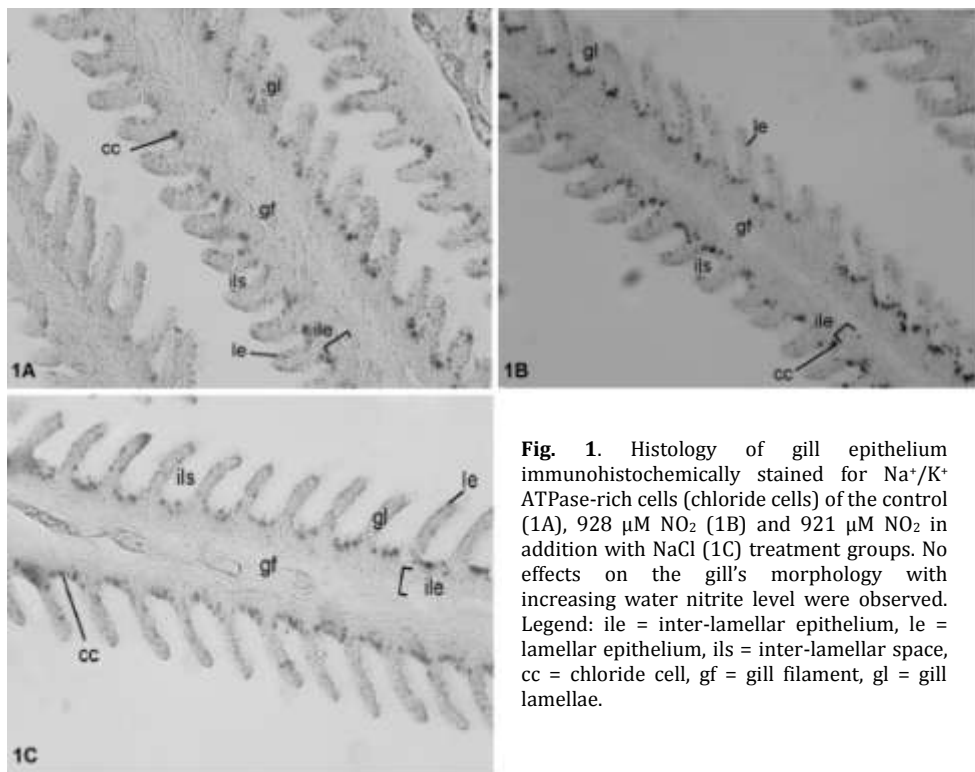 gl
cc
gf
ils
ile
le
1A
gl
le
gf
ils
ile
cc
1B
ils
le
gl
gf
ile
cc
1C
Fig. 1. Histology of gill epithelium
immunohistochemically stained for Na⁺/K⁺
ATPase-rich cells (chloride cells) of the control
(1A), 928 µM NO₂ (1B) and 921 µM NO₂ in
addition with NaCl (1C) treatment groups. No
effects on the gill's morphology with
increasing water nitrite level were observed.
Legend: ile = inter-lamellar epithelium, le =
lamellar epithelium, ils = inter-lamellar space,
cc = chloride cell, gf = gill filament, gl = gill
lamellae.